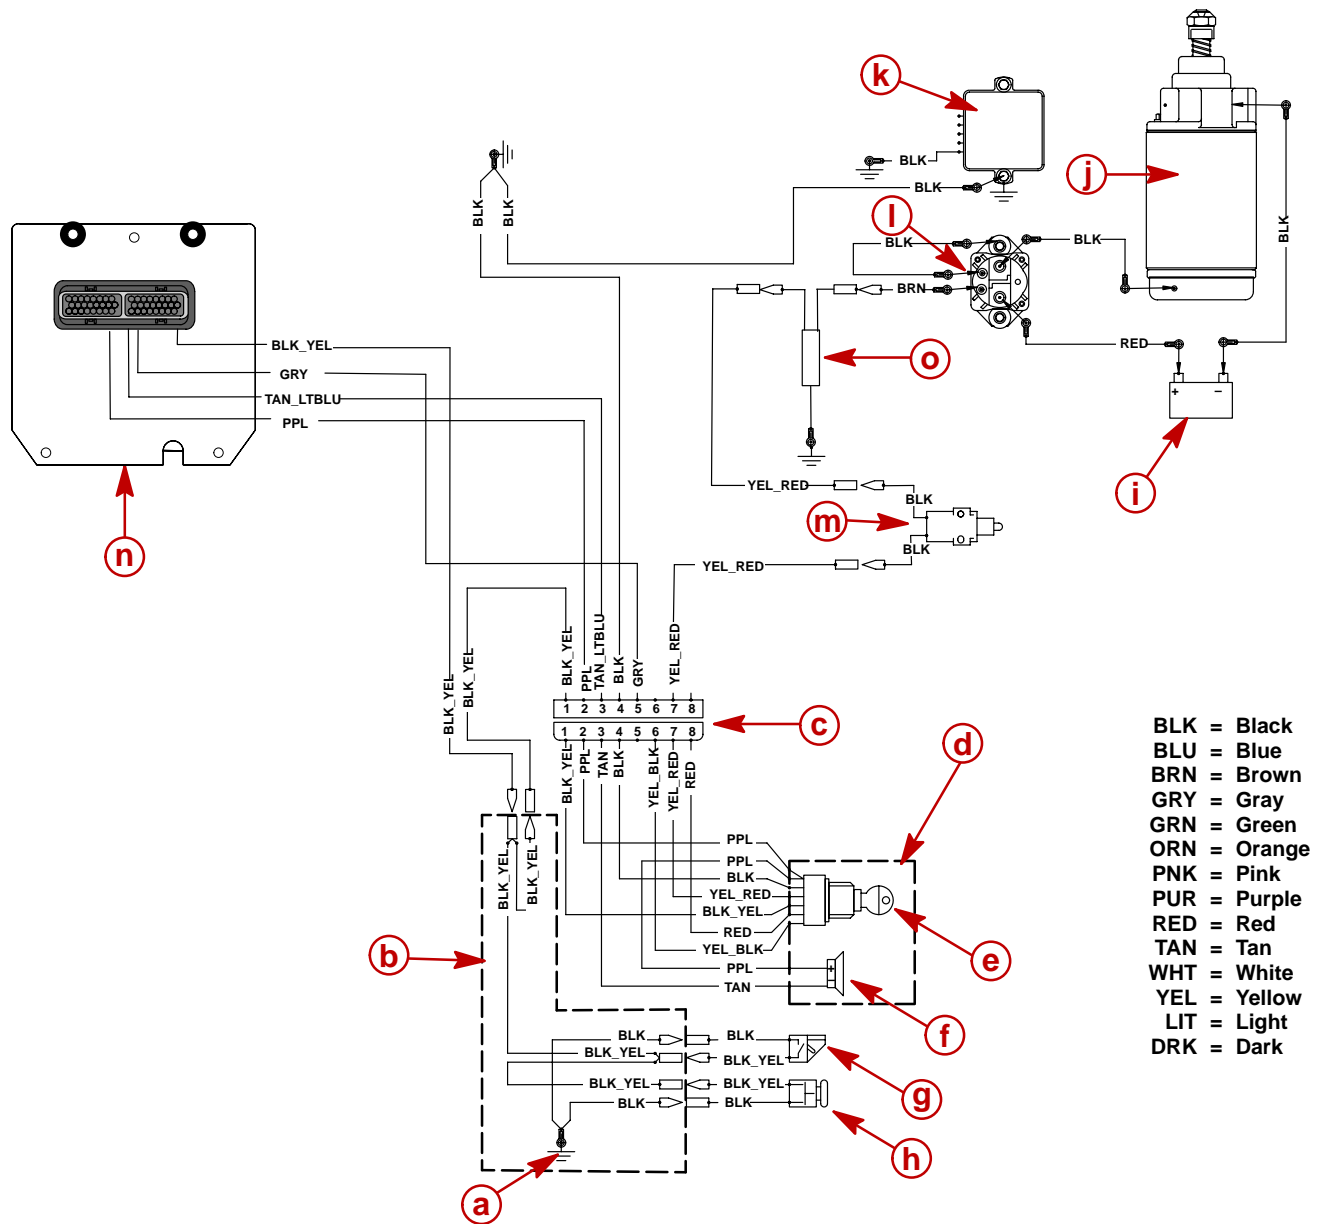 k
BLK
BLK
j
BLK
BLK
BLK
l
BLK
BLK
BRN
RED
+ −
o
i
BLK_YEL
GRY
TAN_LTBLU
PPL
n
YEL_RED
BLK
m
BLK
YEL_RED
BLK_YEL
PPL
TAN_LTBLU
BLK
GRY
YEL_RED
BLK_YEL
BLK_YEL
1 2 3 4 5 6 7 8
1 2 3 4 5 6 7 8
c
BLK_YEL
PPL
TAN
BLK
YEL_BLK
YEL_RED
RED
d
BLK_YEL
BLK_YEL
PPL
PPL
BLK
YEL_RED
BLK_YEL
RED
YEL_BLK
PPL
+
TAN
e
b
f
BLK BLK
BLK_YEL BLK_YEL
BLK_YEL BLK_YEL
BLK BLK
g
h
a
BLK = Black
BLU = Blue
BRN = Brown
GRY = Gray
GRN = Green
ORN = Orange
PNK = Pink
PUR = Purple
RED = Red
TAN = Tan
WHT = White
YEL = Yellow
LIT = Light
DRK = Dark